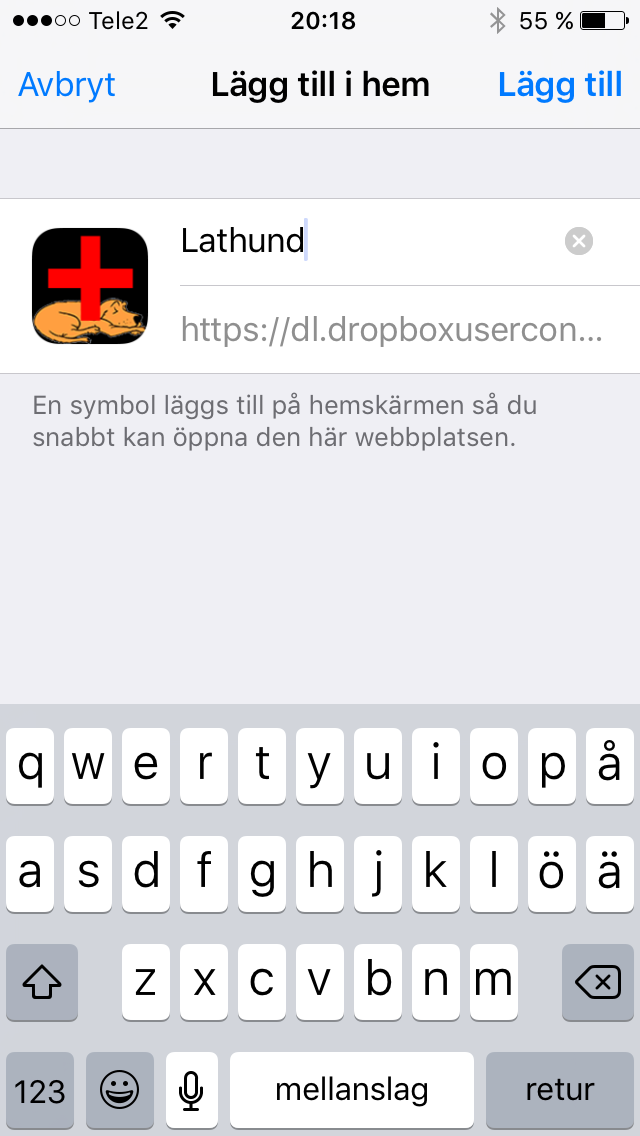 Tele2 20:18 55 %
Avbryt Lägg till i hem Lägg till
Lathund
https://dl.dropboxusercon...
En symbol läggs till på hemskärmen så du
snabbt kan öppna den här webbplatsen.
q w e r t y u i o p å
a s d f g h j k l ö ä
z x c v b n m
123 mellanslag retur